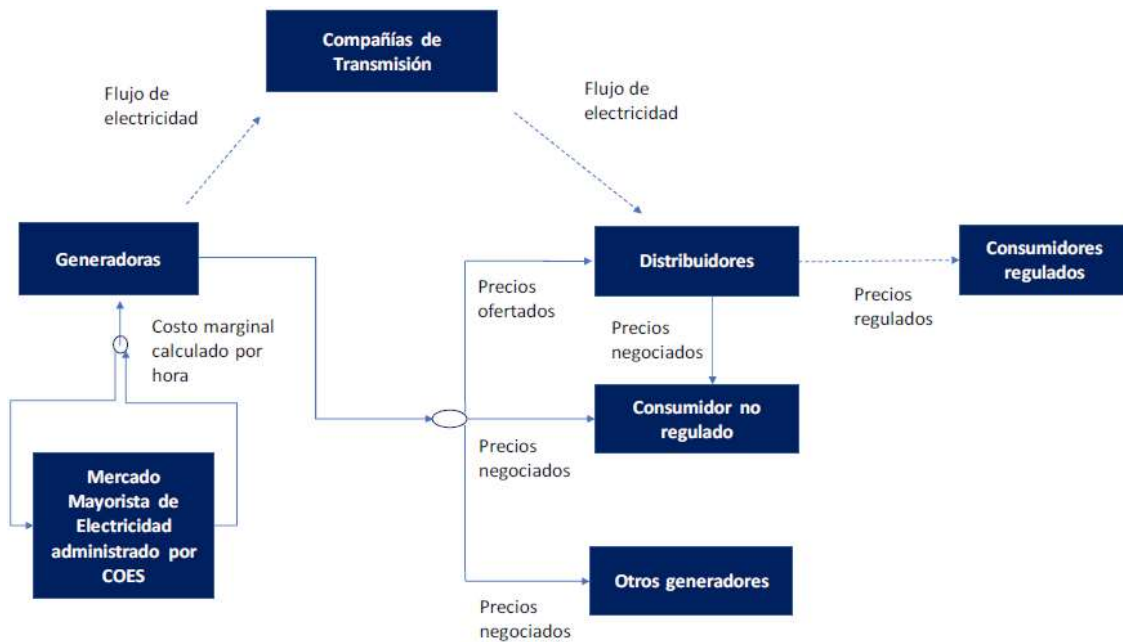 Compañías de
Transmisión
Flujo de
electricidad
Flujo de
electricidad
Generadoras
Distribuidores
Consumidores
regulados
Precios
ofertados
Precios
regulados
Costo marginal
calculado por
hora
Precios
negociados
Consumidor no
regulado
Precios
negociados
Mercado
Mayorista de
Electricidad
administrado por
COES
Otros generadores
Precios
negociados